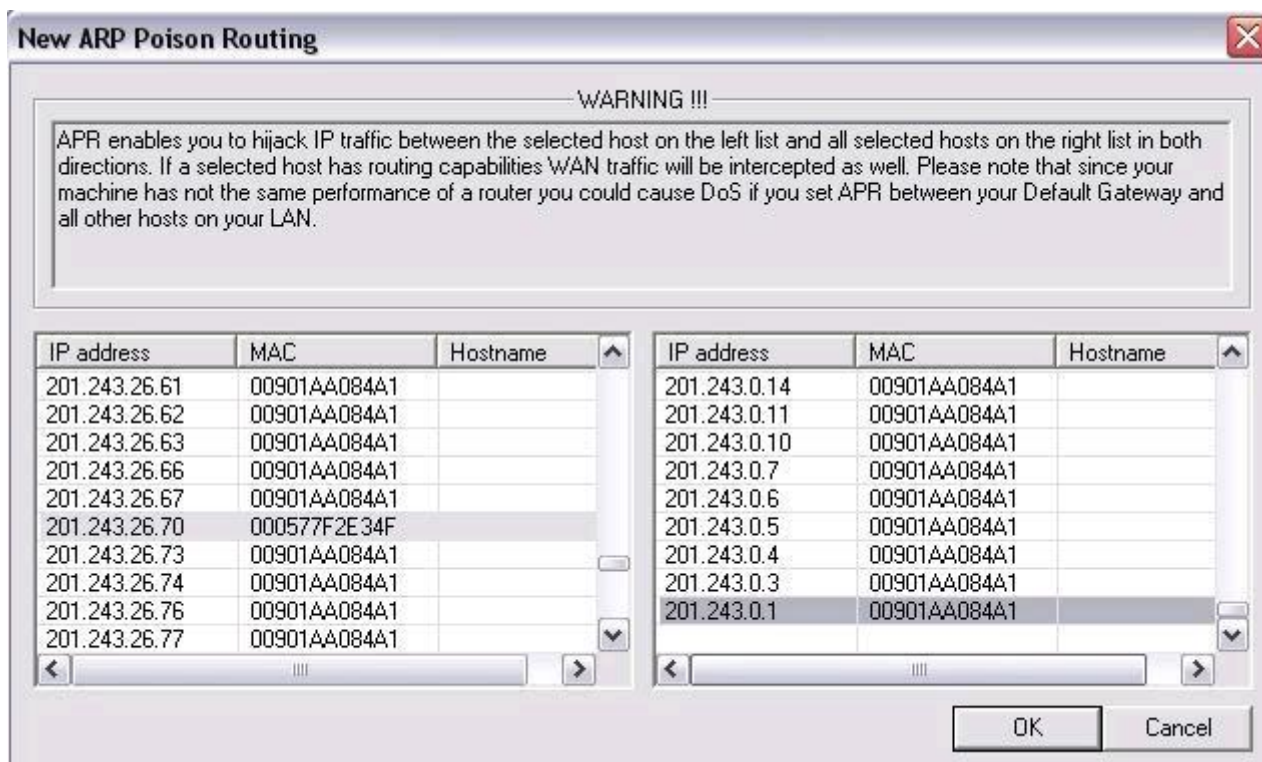 New ARP Poison Routing
WARNING !!!
APR enables you to hijack IP traffic between the selected host on the left list and all selected hosts on the right list in both
directions. If a selected host has routing capabilities WAN traffic will be intercepted as well. Please note that since your
machine has not the same performance of a router you could cause DoS if you set APR between your Default Gateway and
all other hosts on your LAN.
IP address MAC Hostname
201.243.26.61 00901AA084A1
201.243.26.62 00901AA084A1
201.243.26.63 00901AA084A1
201.243.26.66 00901AA084A1
201.243.26.67 00901AA084A1
201.243.26.70 000577F2E34F
201.243.26.73 00901AA084A1
201.243.26.74 00901AA084A1
201.243.26.76 00901AA084A1
201.243.26.77 00901AA084A1
IP address MAC Hostname
201.243.0.14 00901AA084A1
201.243.0.11 00901AA084A1
201.243.0.10 00901AA084A1
201.243.0.7 00901AA084A1
201.243.0.6 00901AA084A1
201.243.0.5 00901AA084A1
201.243.0.4 00901AA084A1
201.243.0.3 00901AA084A1
201.243.0.1 00901AA084A1
OK Cancel